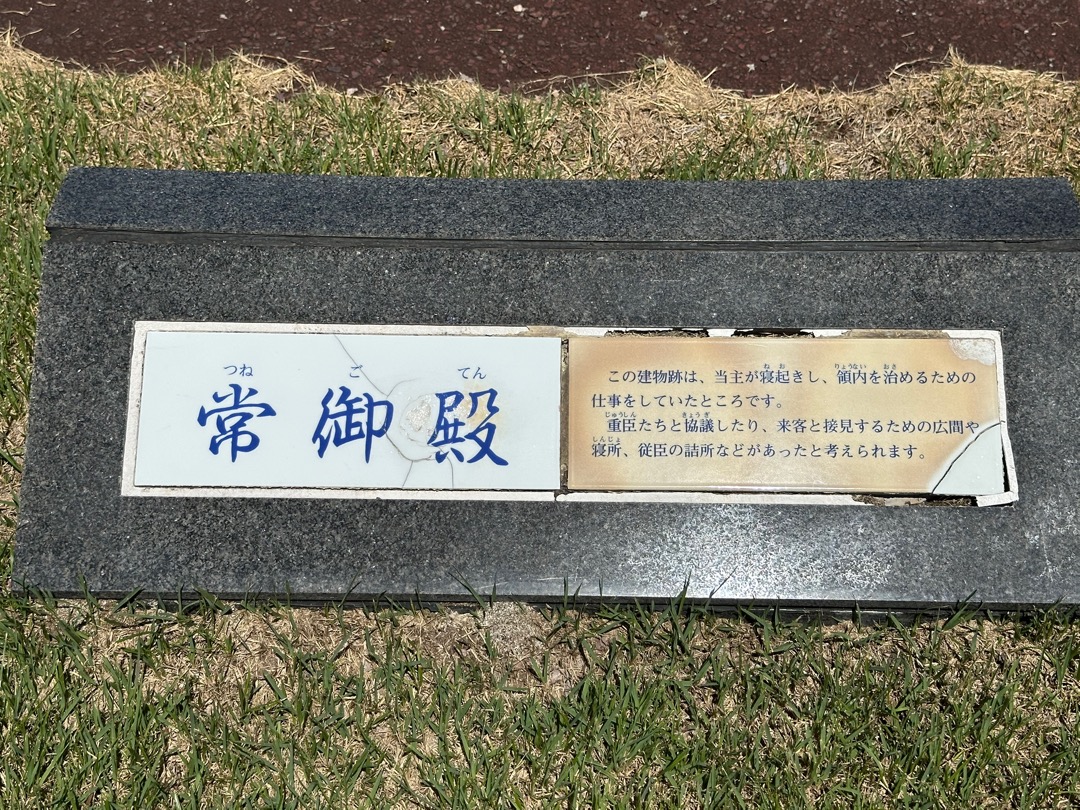 つね ご てん
常御殿
この建物跡は、当主が寝起きし、領内を治めるための
仕事をしていたところです。
重臣たちと協議したり、来客と接見するための広間や
寝所、従臣の詰所などがあったと考えられます。